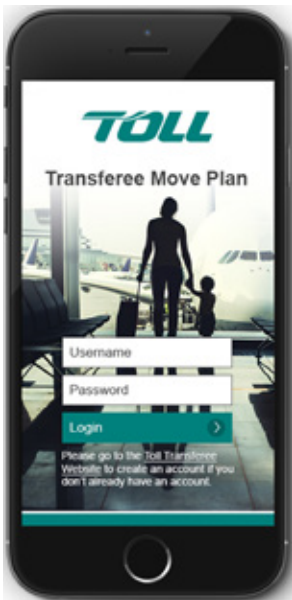 TOLL
Transferee Move Plan
Username
Password
Login
Please go to the Toll Transferee
Website to create an account if you
don't already have an account.